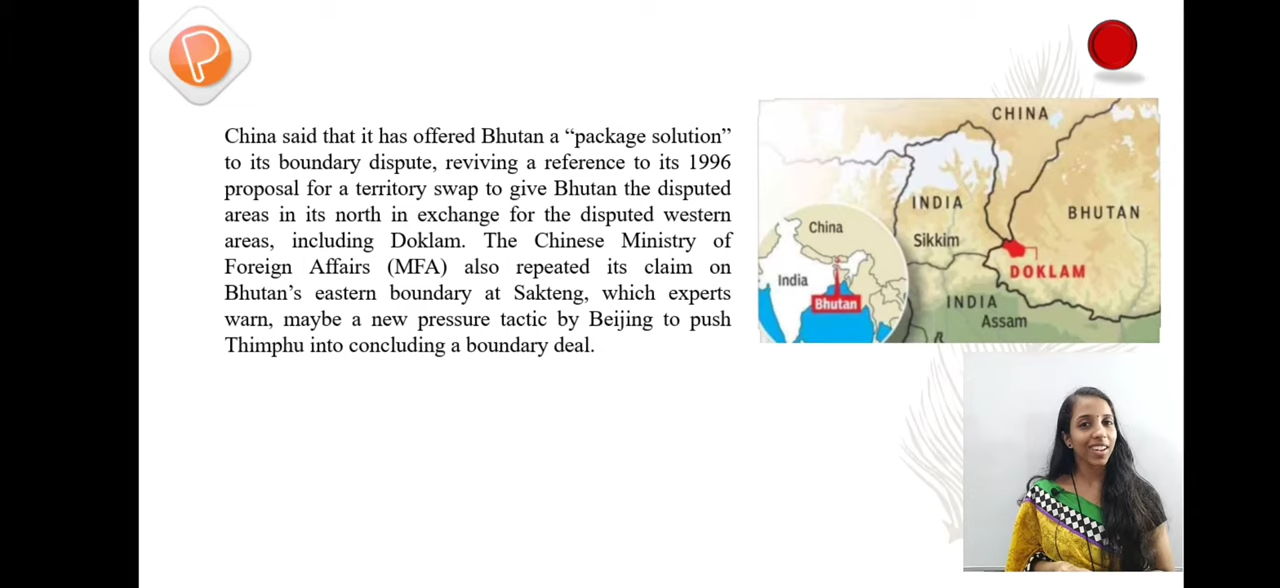 P
China said that it has offered Bhutan a “package solution”
to its boundary dispute, reviving a reference to its 1996
proposal for a territory swap to give Bhutan the disputed
areas in its north in exchange for the disputed western
areas, including Doklam. The Chinese Ministry of
Foreign Affairs (MFA) also repeated its claim on
Bhutan’s eastern boundary at Sakteng, which experts
warn, maybe a new pressure tactic by Beijing to push
Thimphu into concluding a boundary deal.
CHINA
INDIA
BHUTAN
China
Sikkim
DOKLAM
India
Bhutan
INDIA
Assam